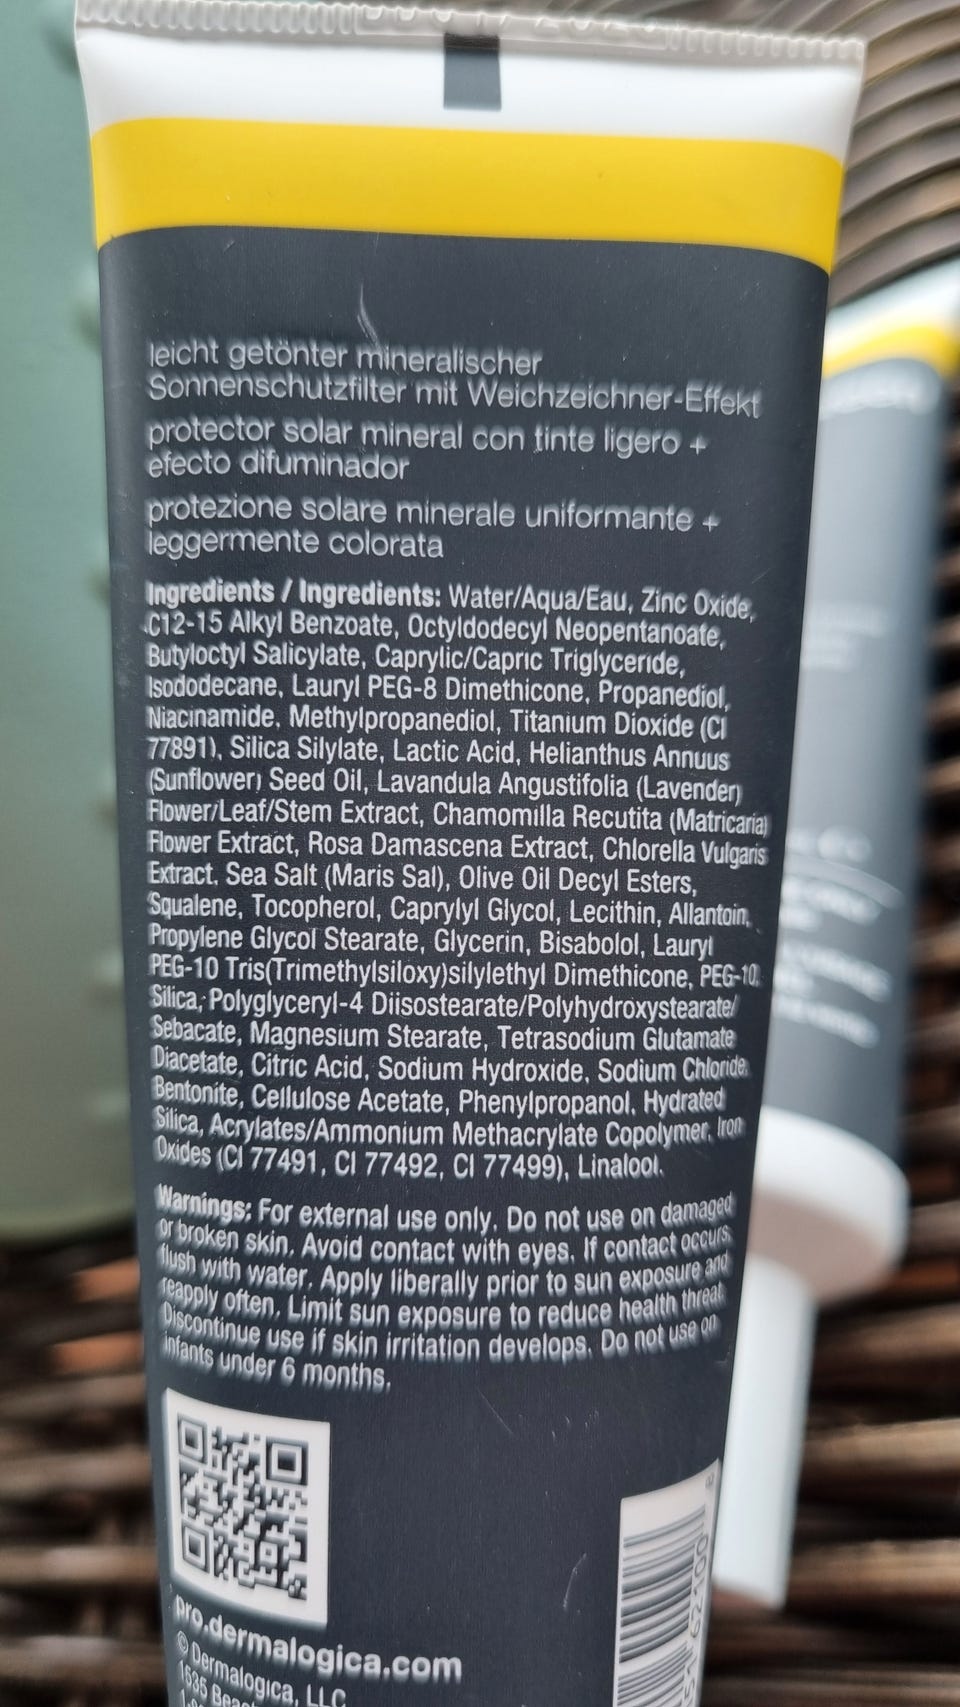 leicht getönter mineralischer
Sonnenschutzfilter mit Weichzeichner-Effekt
protector solar mineral con tinte ligero +
efecto difuminador
protezione solare minerale uniformante +
leggermente colorata
Ingredients / Ingredients: Water/Aqua/Eau, Zinc Oxide,
C12-15 Alkyl Benzoate, Octyldodecyl Neopentanoate,
Butyloctyl Salicylate, Caprylic/Capric Triglyceride,
Isododecane, Lauryl PEG-8 Dimethicone, Propanediol,
Niacinamide, Methylpropanediol, Titanium Dioxide (CI
77891), Silica Silylate, Lactic Acid, Helianthus Annuus
(Sunflower) Seed Oil, Lavandula Angustifolia (Lavender)
Flower/Leaf/Stem Extract, Chamomilla Recutita (Matricaria)
Flower Extract, Rosa Damascena Extract, Chlorella Vulgaris
Extract, Sea Salt (Maris Sal), Olive Oil Decyl Esters,
Squalene, Tocopherol, Caprylyl Glycol, Lecithin, Allantoin,
Propylene Glycol Stearate, Glycerin, Bisabolol, Lauryl
PEG-10 Tris(Trimethylsiloxy)silylethyl Dimethicone, PEG-10,
Silica, Polyglyceryl-4 Diisostearate/Polyhydroxystearate/
Sebacate, Magnesium Stearate, Tetrasodium Glutamate
Diacetate, Citric Acid, Sodium Hydroxide, Sodium Chloride,
Bentonite, Cellulose Acetate, Phenylpropanol, Hydrated
Silica, Acrylates/Ammonium Methacrylate Copolymer, Iron
Oxides (CI 77491, CI 77492, CI 77499), Linalool.
Warnings: For external use only. Do not use on damaged
or broken skin. Avoid contact with eyes. If contact occurs,
flush with water. Apply liberally prior to sun exposure and
reapply often. Limit sun exposure to reduce health threat.
Discontinue use if skin irritation develops. Do not use on
infants under 6 months.
pro.dermalogica.com
© Dermalogica, LLC
1535